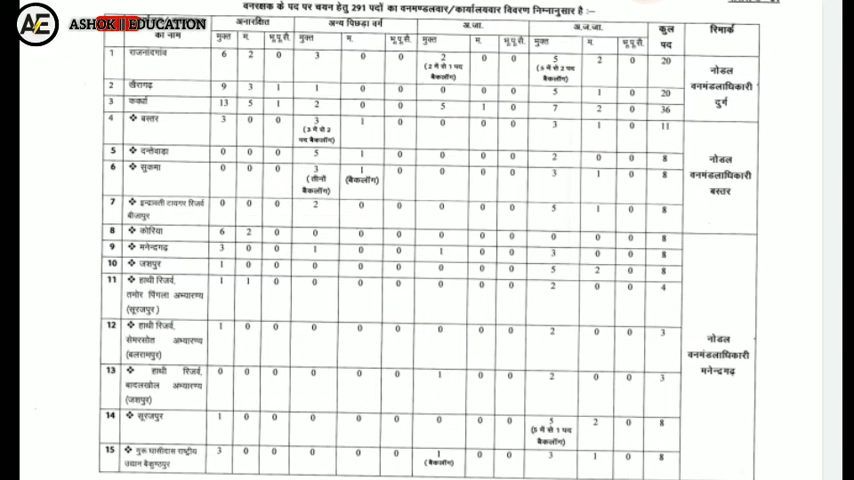 वनरक्षक के पद पर चयन हेतु 291 पदों का वनमण्डलवार/कार्यालयवार विवरण निम्नानुसार है :-
ASHOK EDUCATION
अनारक्षित अन्य पिछड़ा वर्ग अ.जा. अ.ज.जा. कुल पद रिमार्क
का नाम मुक्त म. भू.पू.सै. मुक्त म. भू.पू.सै. मुक्त म. भू.पू.सै. मुक्त म. भू.पू.सै.
1 राजनांदगांव 6 2 0 3 0 0 2 (2 में से 1 पद बैकलॉग) 0 0 5 (5 में से 2 पद बैकलॉग) 2 0 20
2 खैरागढ़ 9 3 1 1 0 0 0 0 0 5 1 0 20
3 कवर्धा 13 5 1 2 0 0 5 1 0 7 2 0 36
नोडल वनमंडलाधिकारी दुर्ग
4 ❖ बस्तर 3 0 0 3 (3 में से 2 पद बैकलॉग) 1 0 0 0 0 3 1 0 11
5 ❖ दन्तेवाड़ा 0 0 0 5 1 0 0 0 0 2 0 0 8
6 ❖ सुकमा 0 0 0 3 (तीनों बैकलॉग) 1 (बैकलॉग) 0 0 0 0 3 1 0 8
7 ❖ इन्द्रावती टायगर रिजर्व बीजापुर 0 0 0 2 0 0 0 0 0 5 1 0 8
नोडल वनमंडलाधिकारी बस्तर
8 ❖ कोरिया 6 2 0 0 0 0 0 0 0 0 0 0 8
9 ❖ मनेन्द्रगढ़ 3 0 0 1 0 0 1 0 0 3 0 0 8
10 ❖ जशपुर 1 0 0 0 0 0 0 0 0 5 2 0 8
11 ❖ हाथी रिजर्व, तमोर पिंगला अभ्यारण्य (सूरजपुर) 1 1 0 0 0 0 0 0 0 2 0 0 4
12 ❖ हाथी रिजर्व, सेमरसोत अभ्यारण्य (बलरामपुर) 1 0 0 0 0 0 0 0 0 2 0 0 3
13 ❖ हाथी रिजर्व, बादलखोल अभ्यारण्य (जशपुर) 0 0 0 0 0 0 1 0 0 2 0 0 3
14 ❖ सूरजपुर 1 0 0 0 0 0 0 0 0 5 (5 में से 1 पद बैकलॉग) 2 0 8
15 ❖ गुरू घासीदास राष्ट्रीय उद्यान बैकुण्ठपुर 3 0 0 0 0 0 1 (बैकलॉग) 0 0 3 1 0 8
नोडल वनमंडलाधिकारी मनेन्द्रगढ़